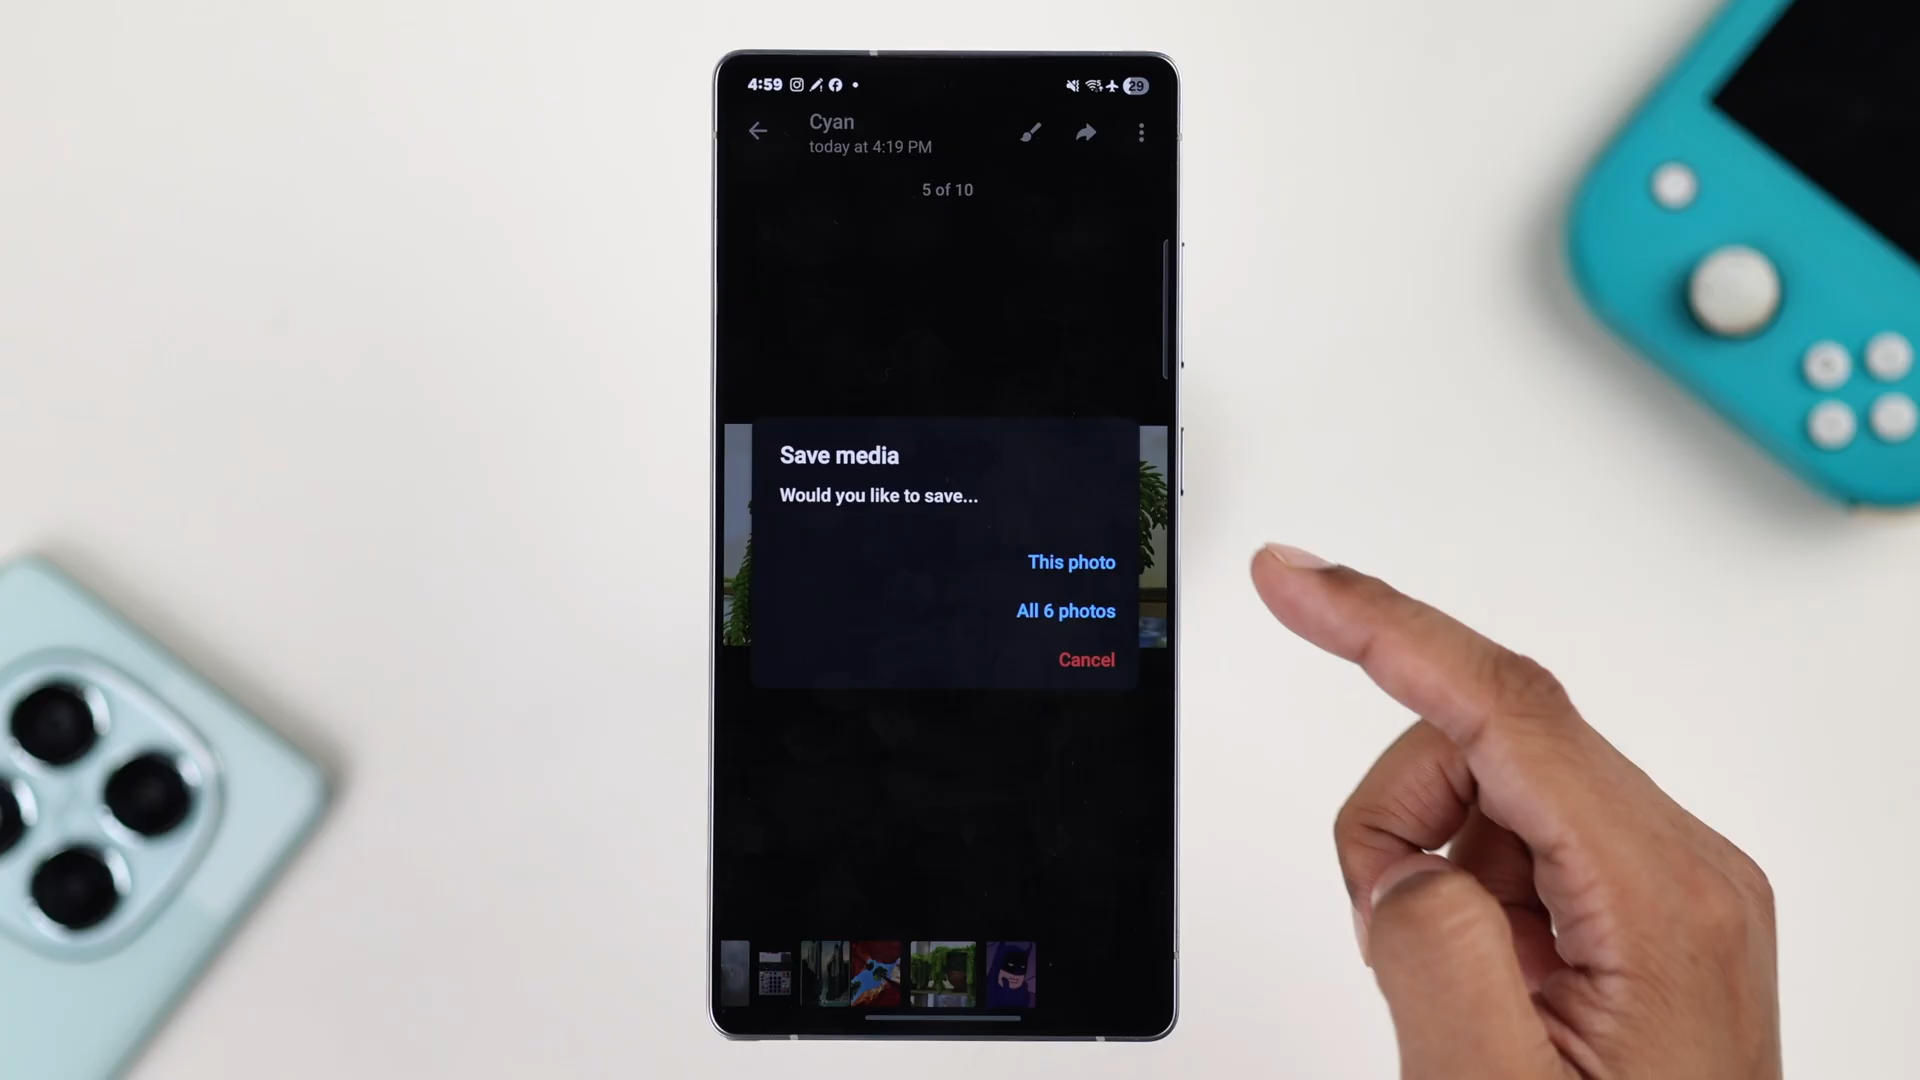 4:59
29
Cyan
today at 4:19 PM
5 of 10
Save media
Would you like to save...
This photo
All 6 photos
Cancel